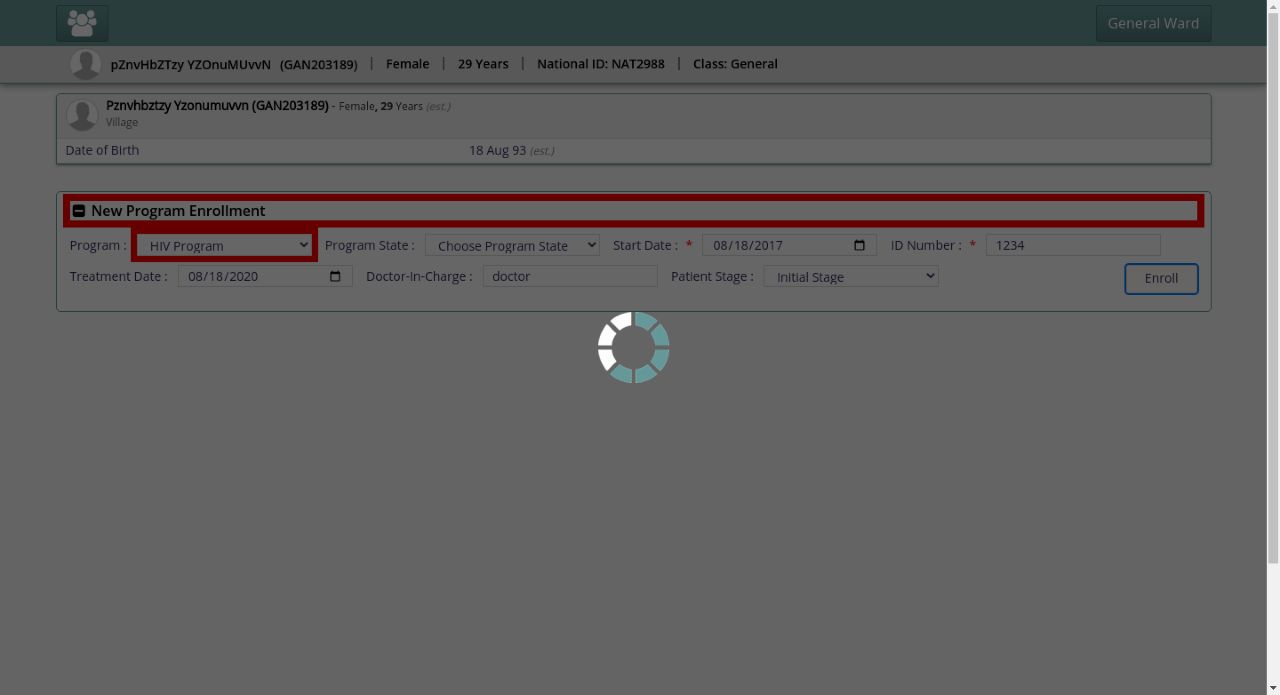 General Ward
pZnvHbZTzy YZOnuMUvvN (GAN203189) | Female | 29 Years | National ID: NAT2988 | Class: General
Pznvhbztzy Yzonumuvvn (GAN203189) - Female, 29 Years (est.)
Village
Date of Birth 18 Aug 93 (est.)
New Program Enrollment
Program : HIV Program Program State : Choose Program State Start Date : * 08/18/2017 ID Number : * 1234
Treatment Date : 08/18/2020 Doctor-In-Charge : doctor Patient Stage : Initial Stage Enroll